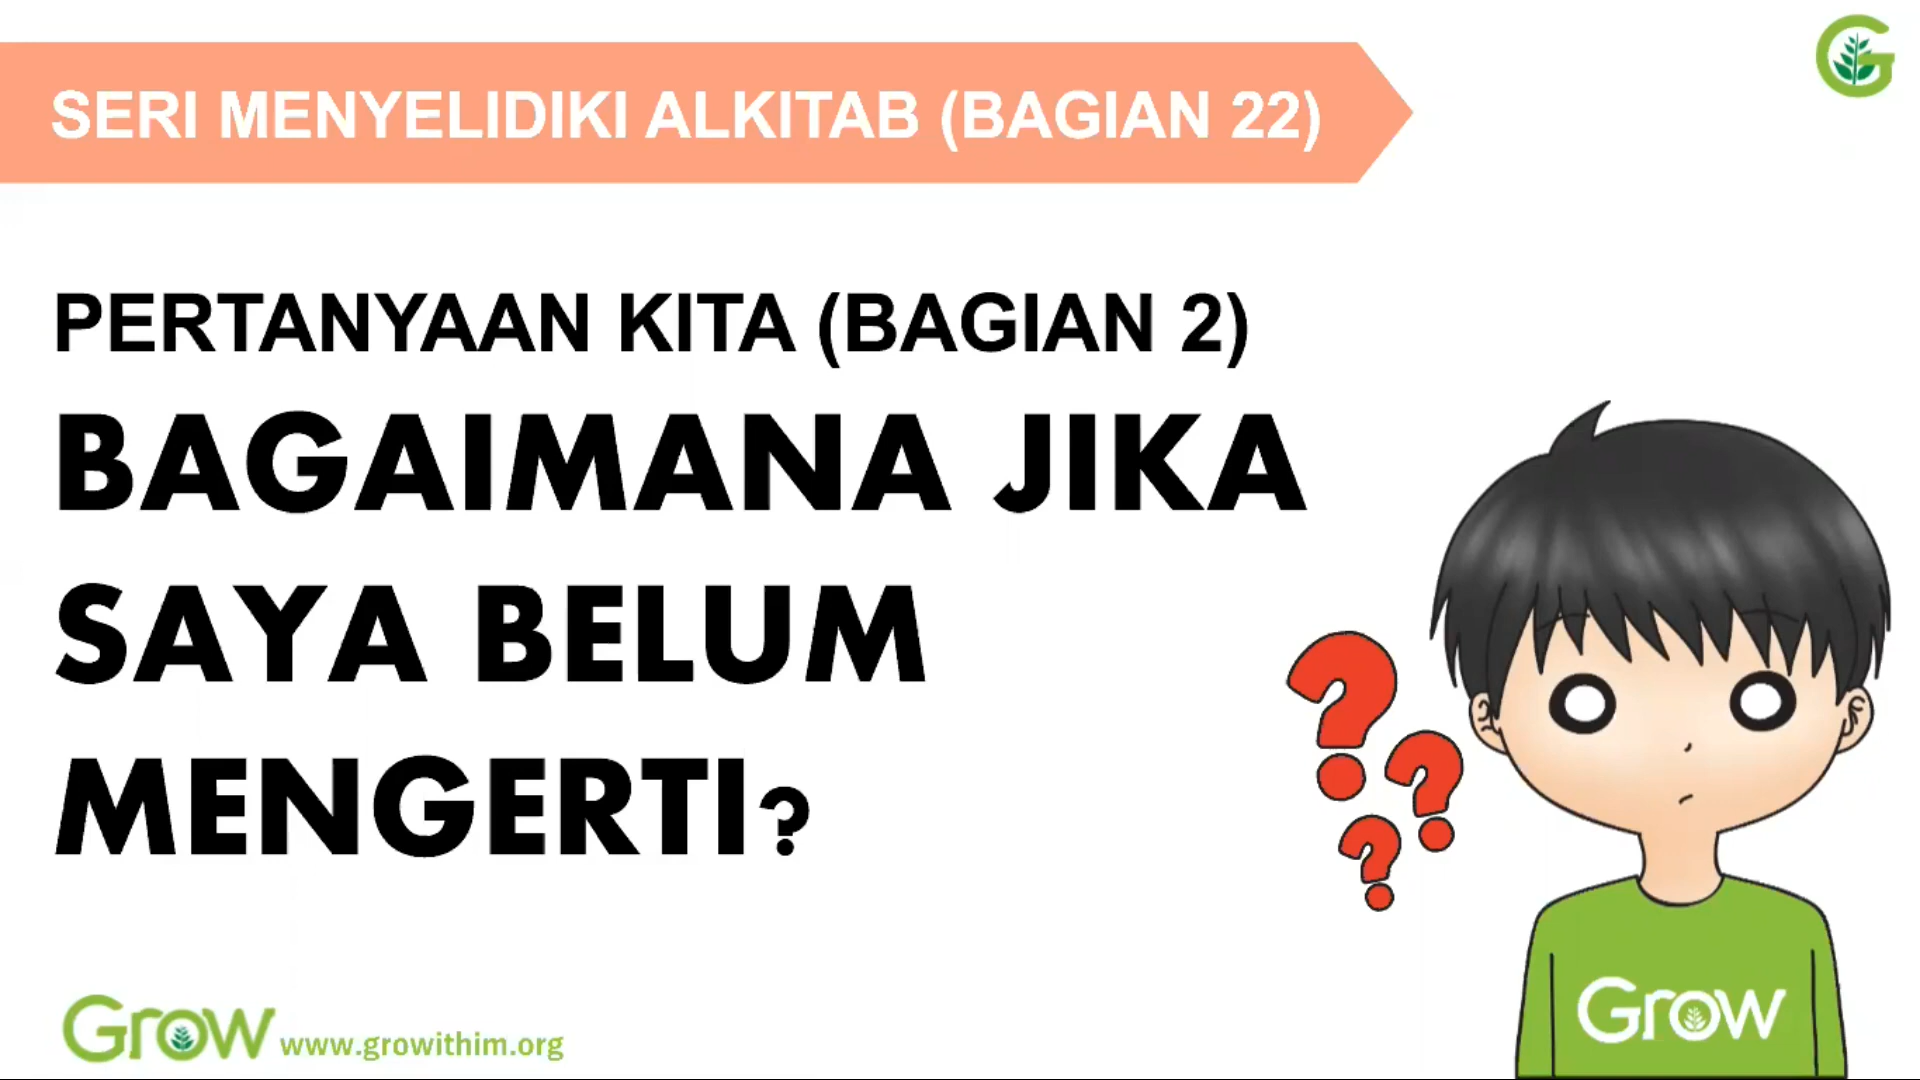 SERI MENYELIDIKI ALKITAB (BAGIAN 22)
PERTANYAAN KITA (BAGIAN 2)
BAGAIMANA JIKA
SAYA BELUM
MENGERTI?
Grow www.growithim.org
Grow